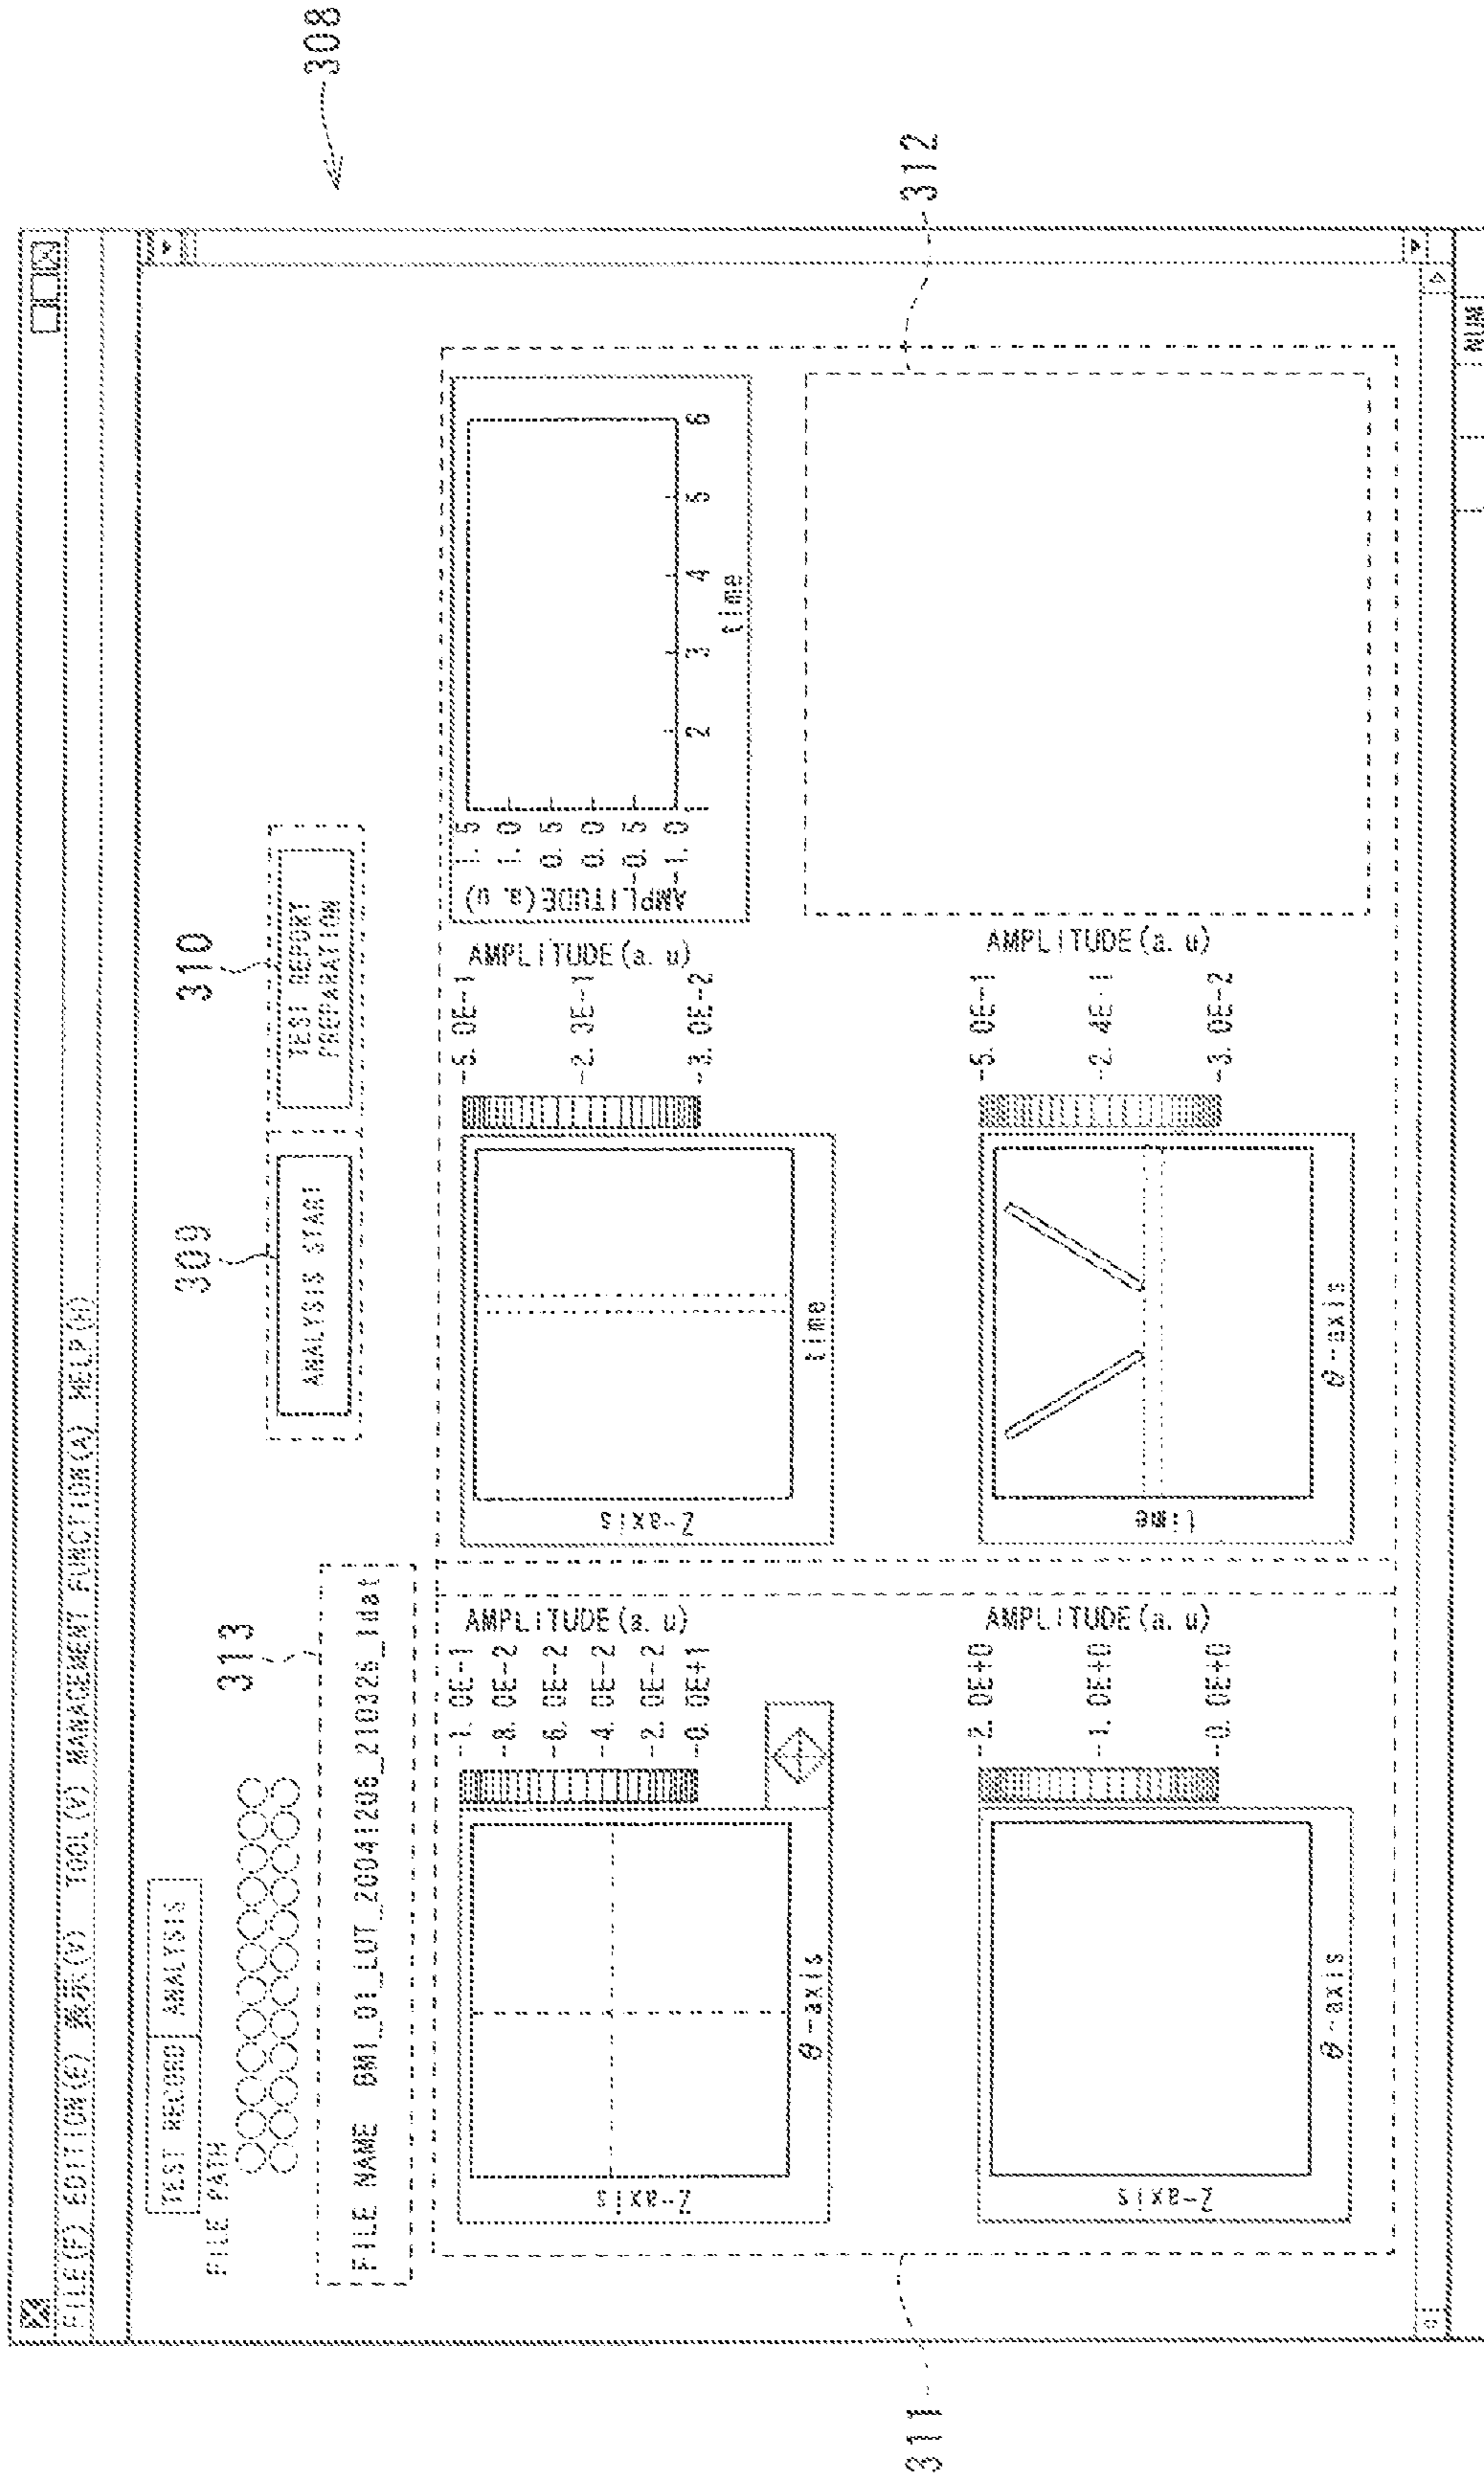 308
FILE(F) EDITION(E) 表示(V) TOOL(V) MANAGEMENT FUNCTION(A) HELP(H)
TEST RECORD ANALYSIS
FILE PATH
313
309
310
ANALYSIS START
TEST REPORT
PREPARATION
FILE NAME BM1_01_LUT_20041206_210326_1dat
Z-axis
θ-axis
1. 0E-1
8. 0E-2
6. 0E-2
4. 0E-2
2. 0E-2
0. 0E+1
AMPLITUDE(a. u)
Z-axis
time
5. 0E-1
2. 3E-1
3. 0E-2
AMPLITUDE(a. u)
AMPLITUDE(a. u)
1. 5
1. 0
0. 5
0. 0
-0. 5
-1. 0
2 3 4 5 6
time
311
312
Z-axis
θ-axis
2. 0E+0
1. 0E+0
0. 0E+0
AMPLITUDE(a. u)
time
θ-axis
5. 0E-1
2. 4E-1
3. 0E-2
AMPLITUDE(a. u)
NUM